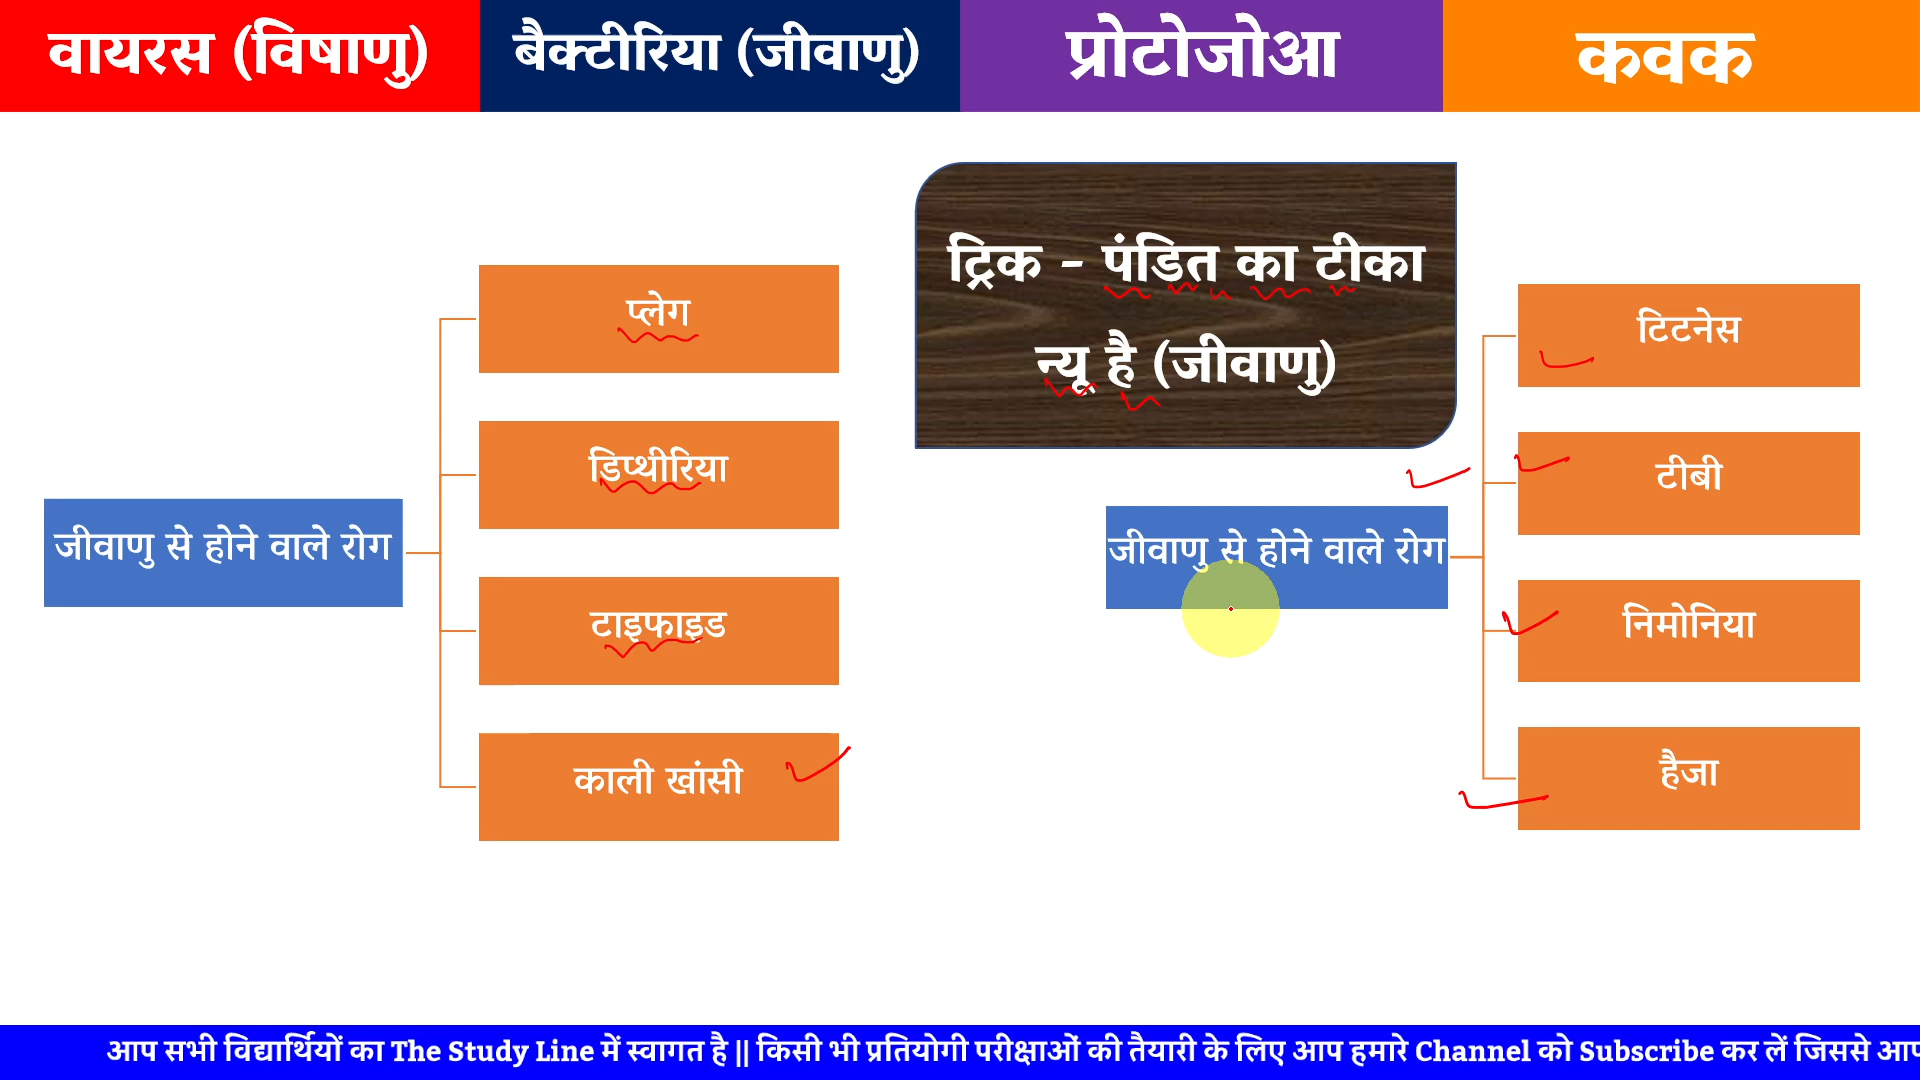 वायरस (विषाणु)
बैक्टीरिया (जीवाणु)
प्रोटोजोआ
कवक
ट्रिक - पंडित का टीका
न्यू है (जीवाणु)
जीवाणु से होने वाले रोग
प्लेग
डिप्थीरिया
टाइफाइड
काली खांसी
जीवाणु से होने वाले रोग
टिटनेस
टीबी
निमोनिया
हैजा
आप सभी विद्यार्थियों का The Study Line में स्वागत है || किसी भी प्रतियोगी परीक्षाओं की तैयारी के लिए आप हमारे Channel को Subscribe कर लें जिससे आप